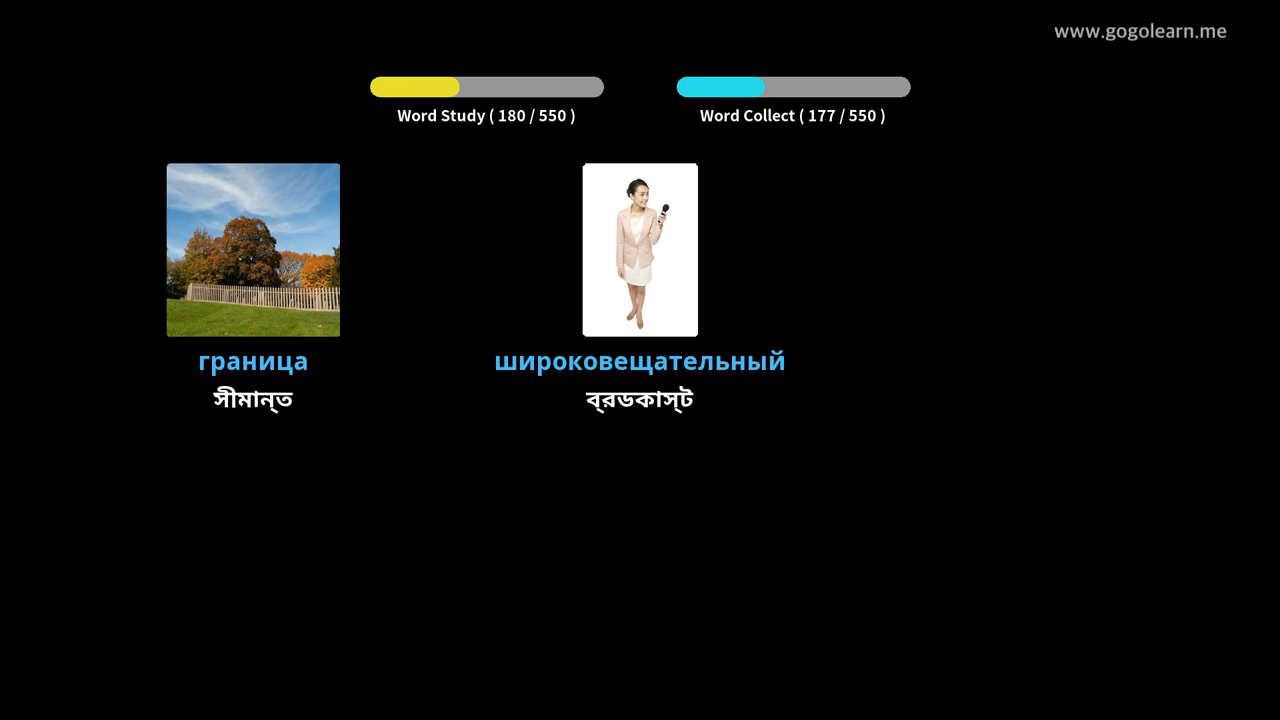 www.gogolearn.me
Word Study ( 180 / 550 )
Word Collect ( 177 / 550 )
граница
широковещательный
সীমান্ত
ব্রডকাস্ট